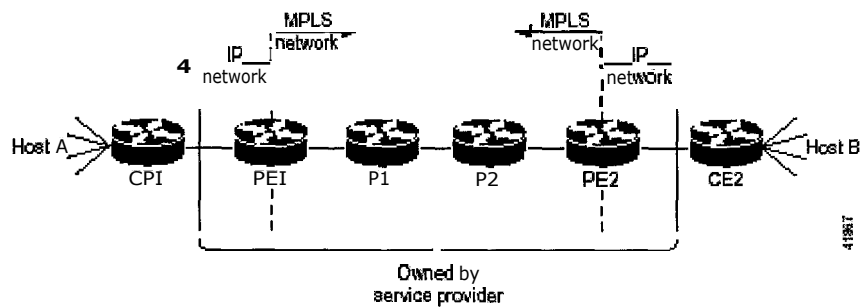 MPLS
network
MPLS
network
4
IP
network
IP
network
Host A
Host B
CPI
PEI
P1
P2
PE2
CE2
41867
Owned by
service provider